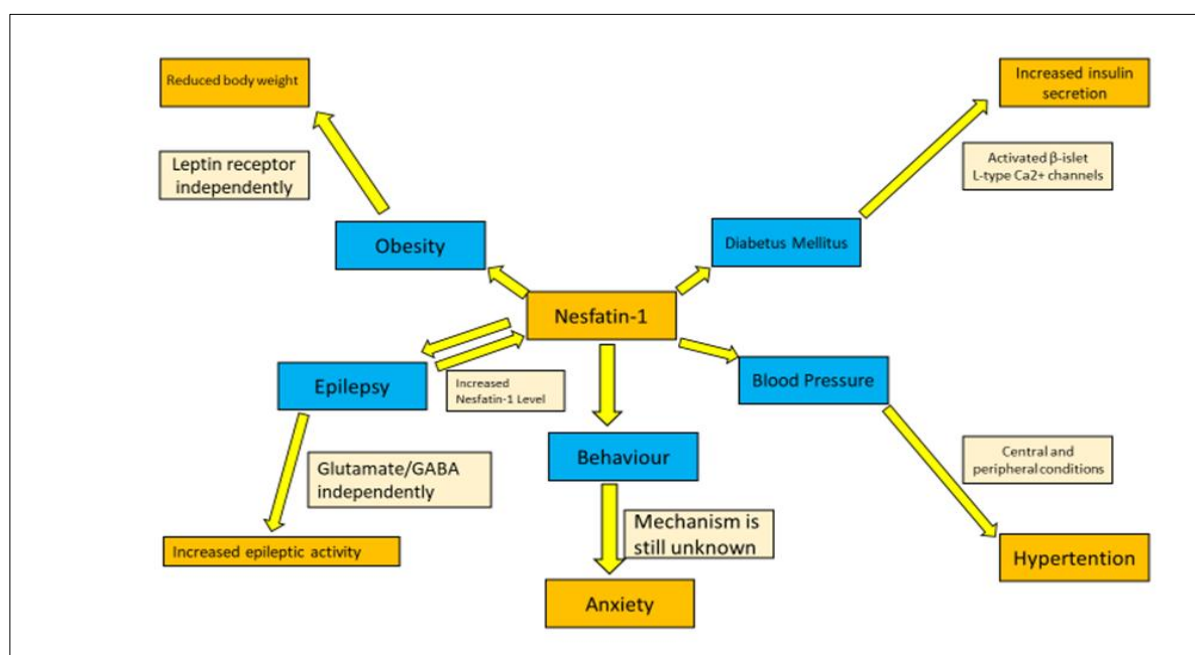 Reduced body weight
Increased insulin
secretion
Leptin receptor
independently
Activated β-islet
L-type Ca2+ channels
Obesity
Diabetus Mellitus
Nesfatin-1
Epilepsy
Increased
Nesfatin-1 Level
Blood Pressure
Behaviour
Glutamate/GABA
independently
Central and
peripheral conditions
Mechanism is
still unknown
Increased epileptic activity
Hypertention
Anxiety